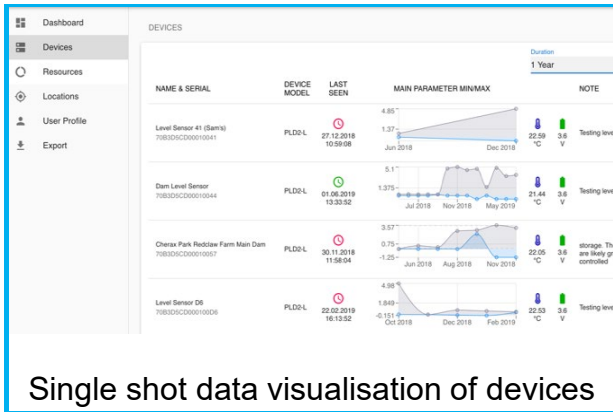 Dashboard
Devices
Resources
Locations
User Profile
Export
DEVICES
Duration
1 Year
NAME & SERIAL
DEVICE MODEL
LAST SEEN
MAIN PARAMETER MIN/MAX
NOTE
Level Sensor 41 (Sam's)
70B3D5CD00010041
PLD2-L
27.12.2018
10:59:08
4.85
1.37
Jun 2018
Dec 2018
22.59
°C
3.6
V
Testing leve
Dam Level Sensor
70B3D5CD00010044
PLD2-L
01.06.2019
13:33:52
5.1
1.375
Jul 2018
Nov 2018
May 2019
21.44
°C
3.6
V
Testing leve
Cherax Park Redclaw Farm Main Dam
70B3D5CD00010057
PLD2-L
30.11.2018
11:58:04
3.57
0.75
-1.25
Jun 2018
Aug 2018
Nov 2018
22.05
°C
3.6
V
storage. Th
are likely gr
controlled
Level Sensor D6
70B3D5CD000100D6
PLD2-L
22.02.2019
16:13:52
4.98
1.849
-0.151
Oct 2018
Dec 2018
Feb 2019
22.53
°C
3.6
V
Testing leve
Single shot data visualisation of devices